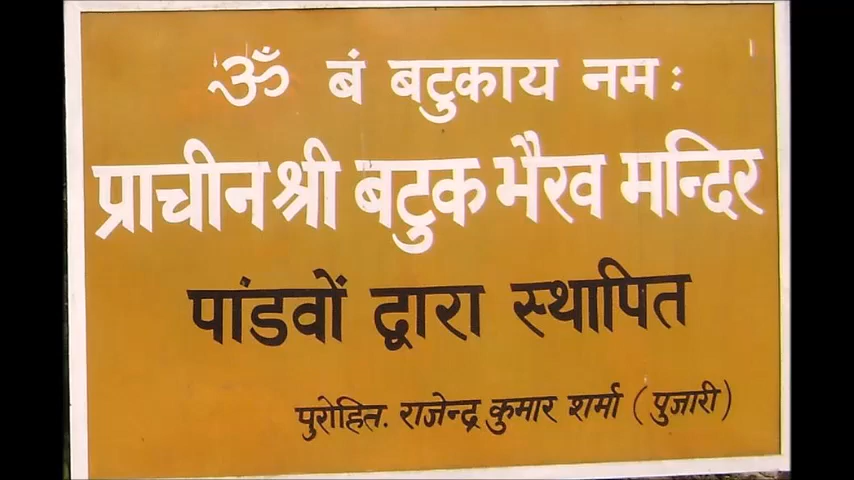 ॐ बं बटुकाय नमः
प्राचीन श्री बटुक भैरव मन्दिर
पांडवों द्वारा स्थापित
पुरोहित. राजेन्द्र कुमार शर्मा (पुजारी)